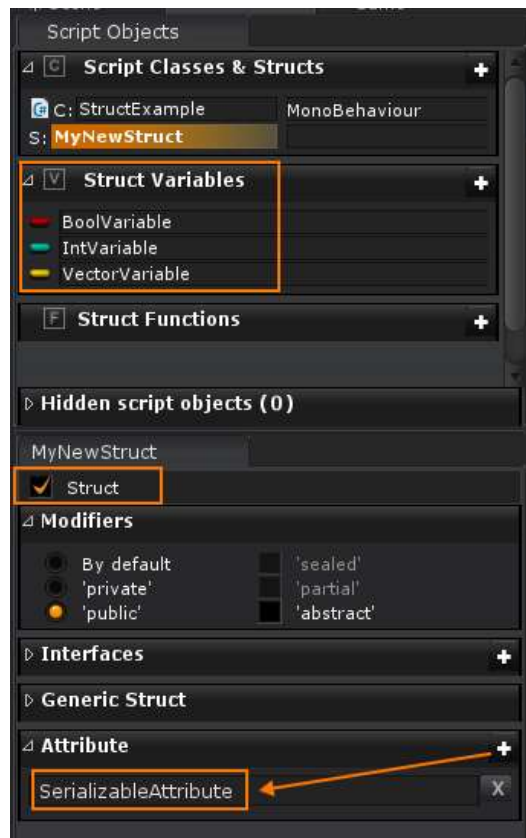 Script Objects
C Script Classes & Structs +
C: StructExample MonoBehaviour
S: MyNewStruct
V Struct Variables +
BoolVariable
IntVariable
VectorVariable
F Struct Functions +
Hidden script objects (0)
MyNewStruct
Struct
Modifiers
By default 'sealed'
'private' 'partial'
'public' 'abstract'
Interfaces +
Generic Struct
Attribute +
SerializableAttribute X